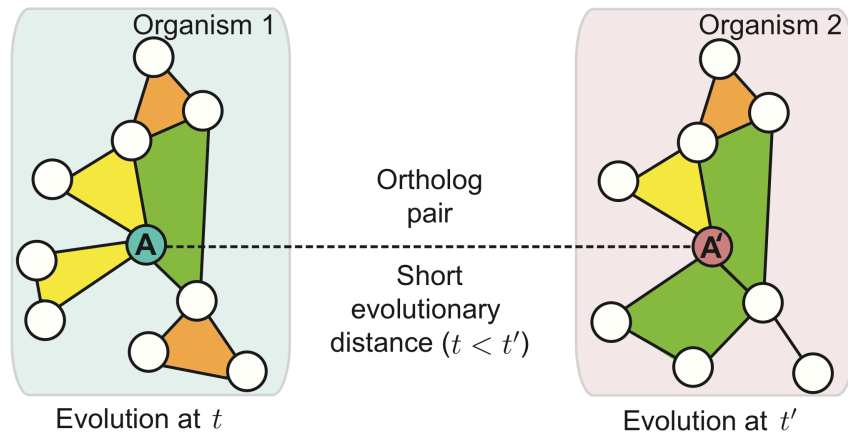 Organism 1
Organism 2
Ortholog
pair
A
A'
Short
evolutionary
distance (t < t′)
Evolution at t
Evolution at t′